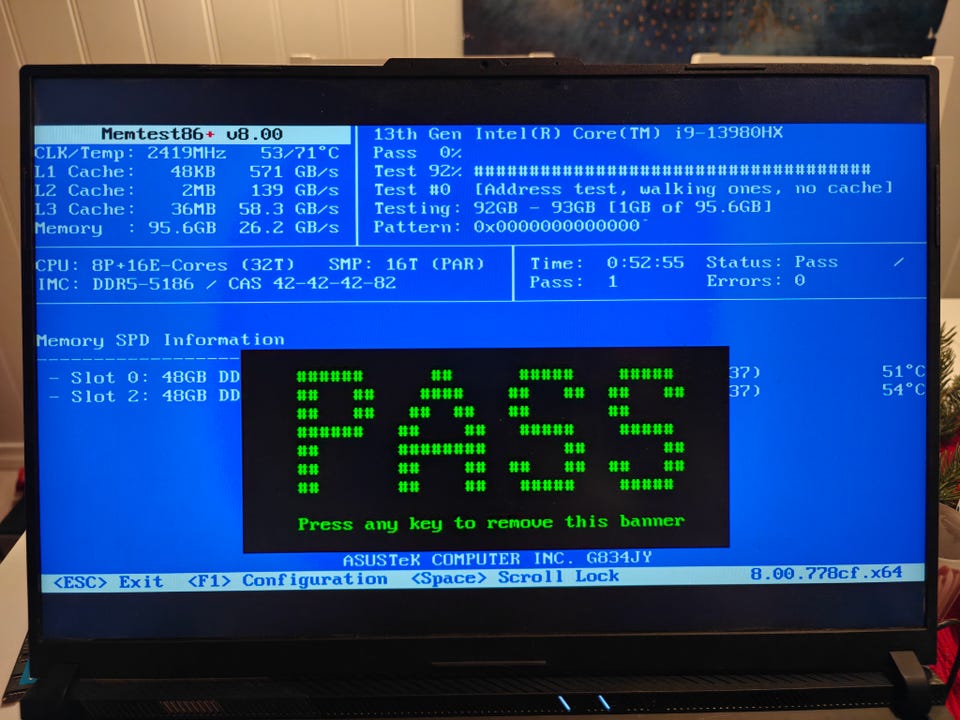 Memtest86+ v8.00
CLK/Temp: 2419MHz 53/71°C
L1 Cache: 48KB 571 GB/s
L2 Cache: 2MB 139 GB/s
L3 Cache: 36MB 58.3 GB/s
Memory : 95.6GB 26.2 GB/s
13th Gen Intel(R) Core(TM) i9-13980HX
Pass 0%
Test 92% ###################################
Test #0 [Address test, walking ones, no cache]
Testing: 92GB - 93GB [1GB of 95.6GB]
Pattern: 0x0000000000000
CPU: 8P+16E-Cores (32T) SMP: 16T (PAR)
IMC: DDR5-5186 / CAS 42-42-42-82
Time: 0:52:55 Status: Pass /
Pass: 1 Errors: 0
Memory SPD Information
- Slot 0: 48GB DD 37) 51°C
- Slot 2: 48GB DD 37) 54°C
PASS
Press any key to remove this banner
ASUSTeK COMPUTER INC. G834JY
<ESC> Exit <F1> Configuration <Space> Scroll Lock 8.00.778cf.x64